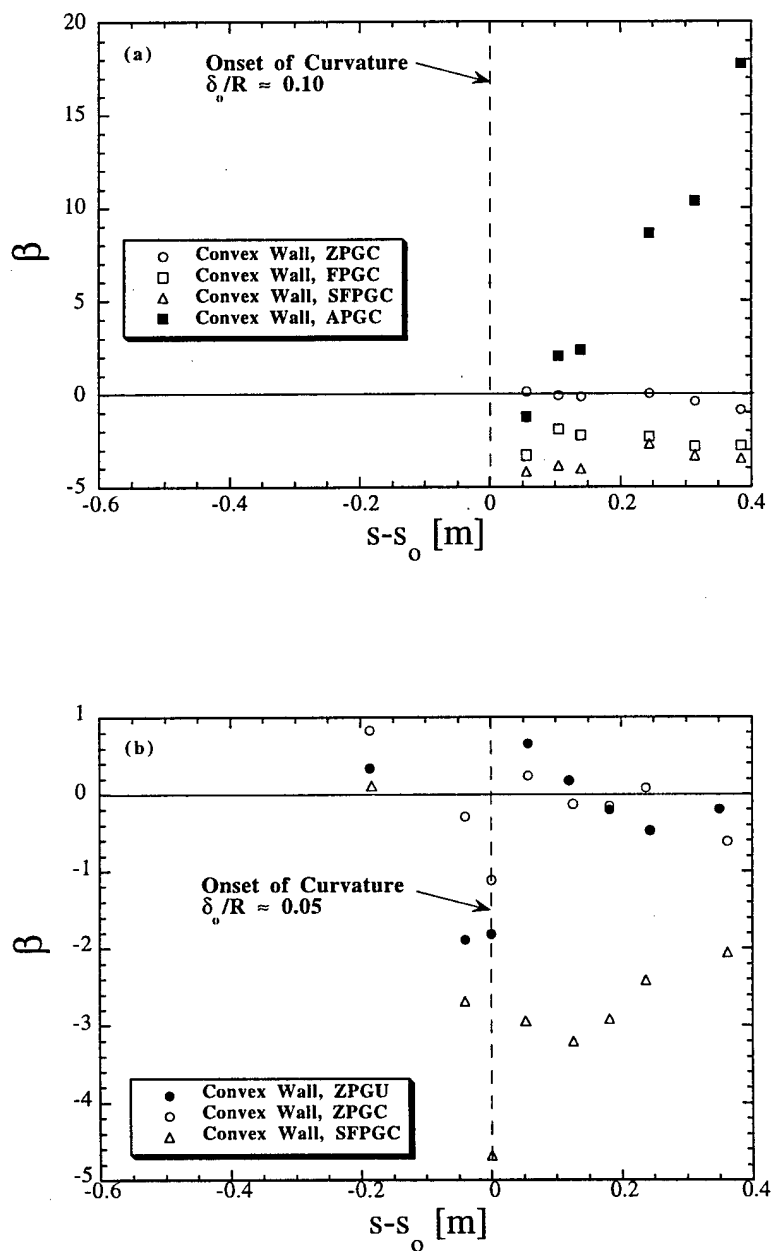 (a)
Onset of Curvature
δo/R ≈ 0.10
20
15
10
5
0
-5
β
Convex Wall, ZPGC
Convex Wall, FPGC
Convex Wall, SFPGC
Convex Wall, APGC
-0.6 -0.4 -0.2 0 0.2 0.4
s-so [m]
(b)
1
0
-1
-2
-3
-4
-5
β
Onset of Curvature
δo/R ≈ 0.05
Convex Wall, ZPGU
Convex Wall, ZPGC
Convex Wall, SFPGC
-0.6 -0.4 -0.2 0 0.2 0.4
s-so [m]